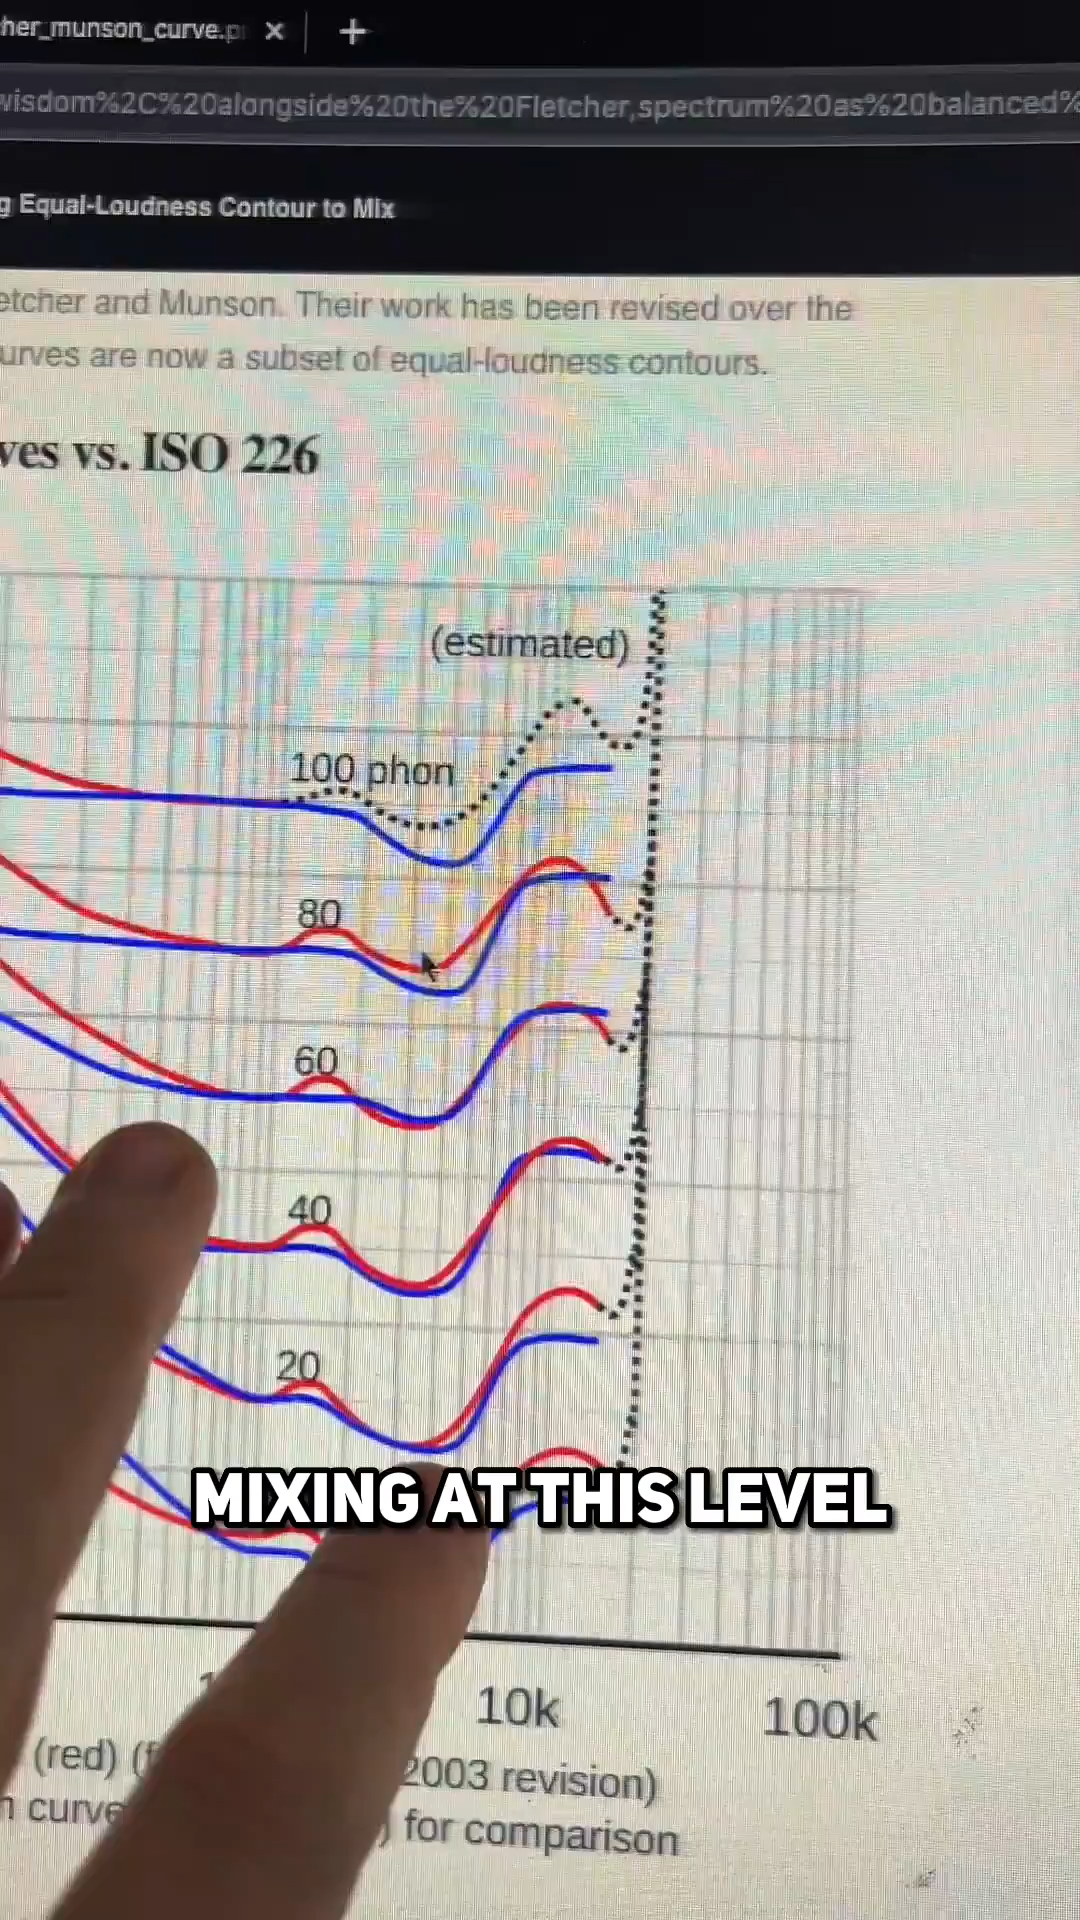 her_munson_curve.p
wisdom%2C%20alongside%20the%20Fletcher,spectrum%20as%20balanced%
g Equal-Loudness Contour to Mix
etcher and Munson. Their work has been revised over the
urves are now a subset of equal-loudness contours.
ves vs. ISO 226
(estimated)
100 phon
80
60
40
20
MIXING AT THIS LEVEL
10k
100k
(red) (
2003 revision)
n curve
) for comparison